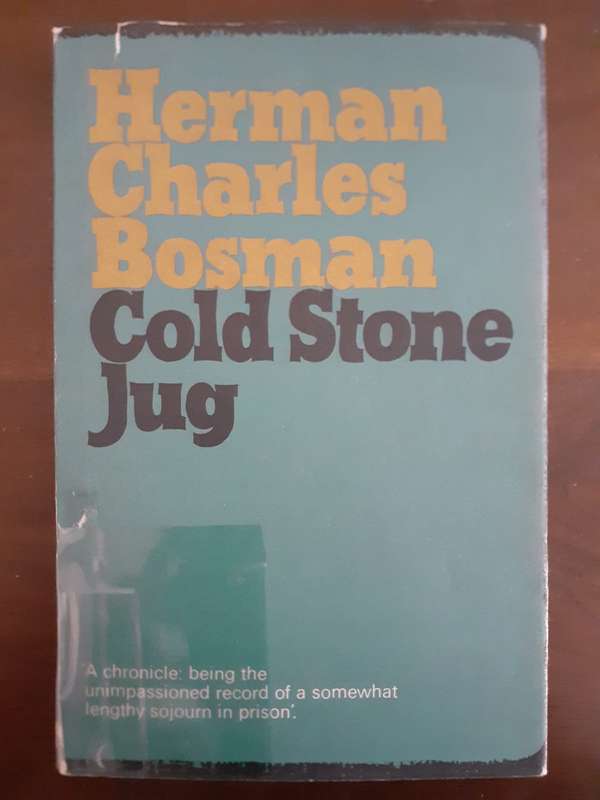 Herman
Charles
Bosman
Cold Stone
Jug
'A chronicle: being the
unimpassioned record of a somewhat
lengthy sojourn in prison'.